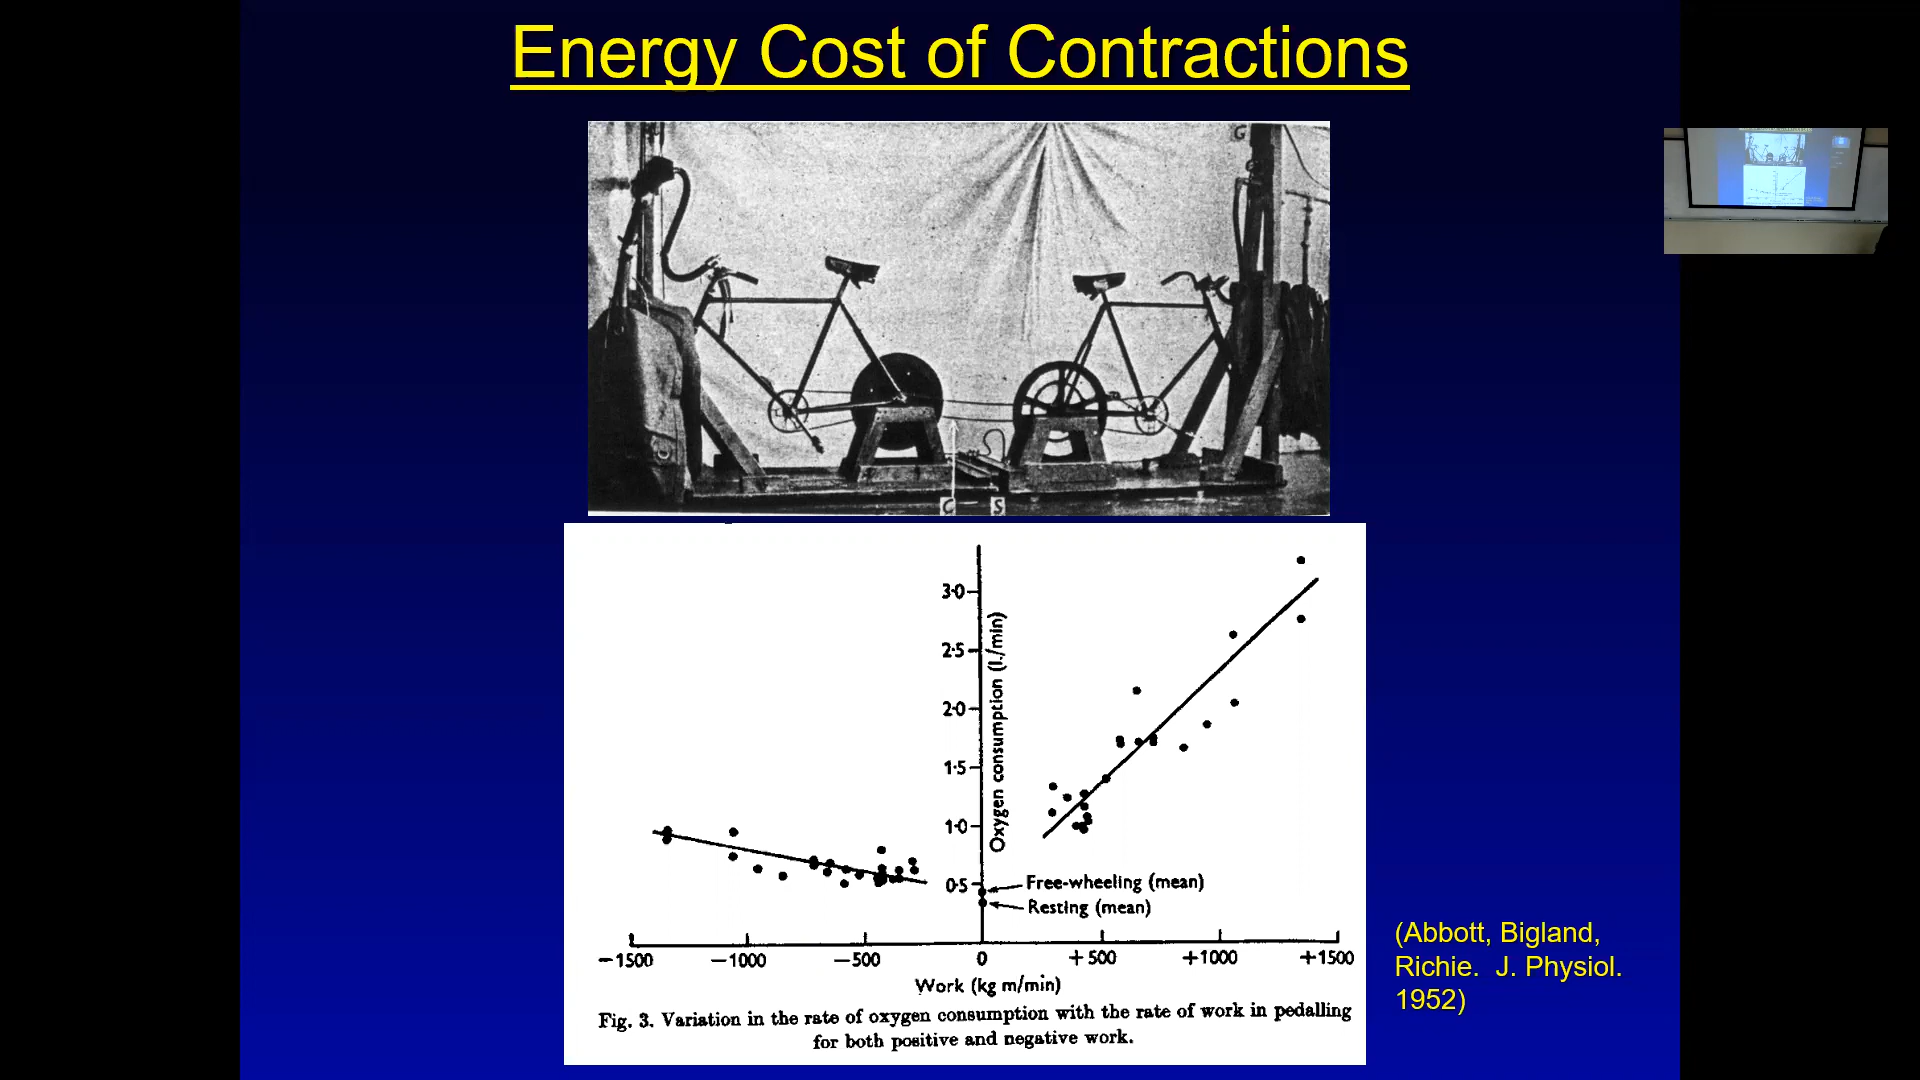 Energy Cost of Contractions
G
C S
3·0
2·5
2·0
1·5
1·0
0·5
Oxygen consumption (l./min)
Free-wheeling (mean)
Resting (mean)
−1500 −1000 −500 0 +500 +1000 +1500
Work (kg m/min)
Fig. 3. Variation in the rate of oxygen consumption with the rate of work in pedalling
for both positive and negative work.
(Abbott, Bigland,
Richie. J. Physiol.
1952)